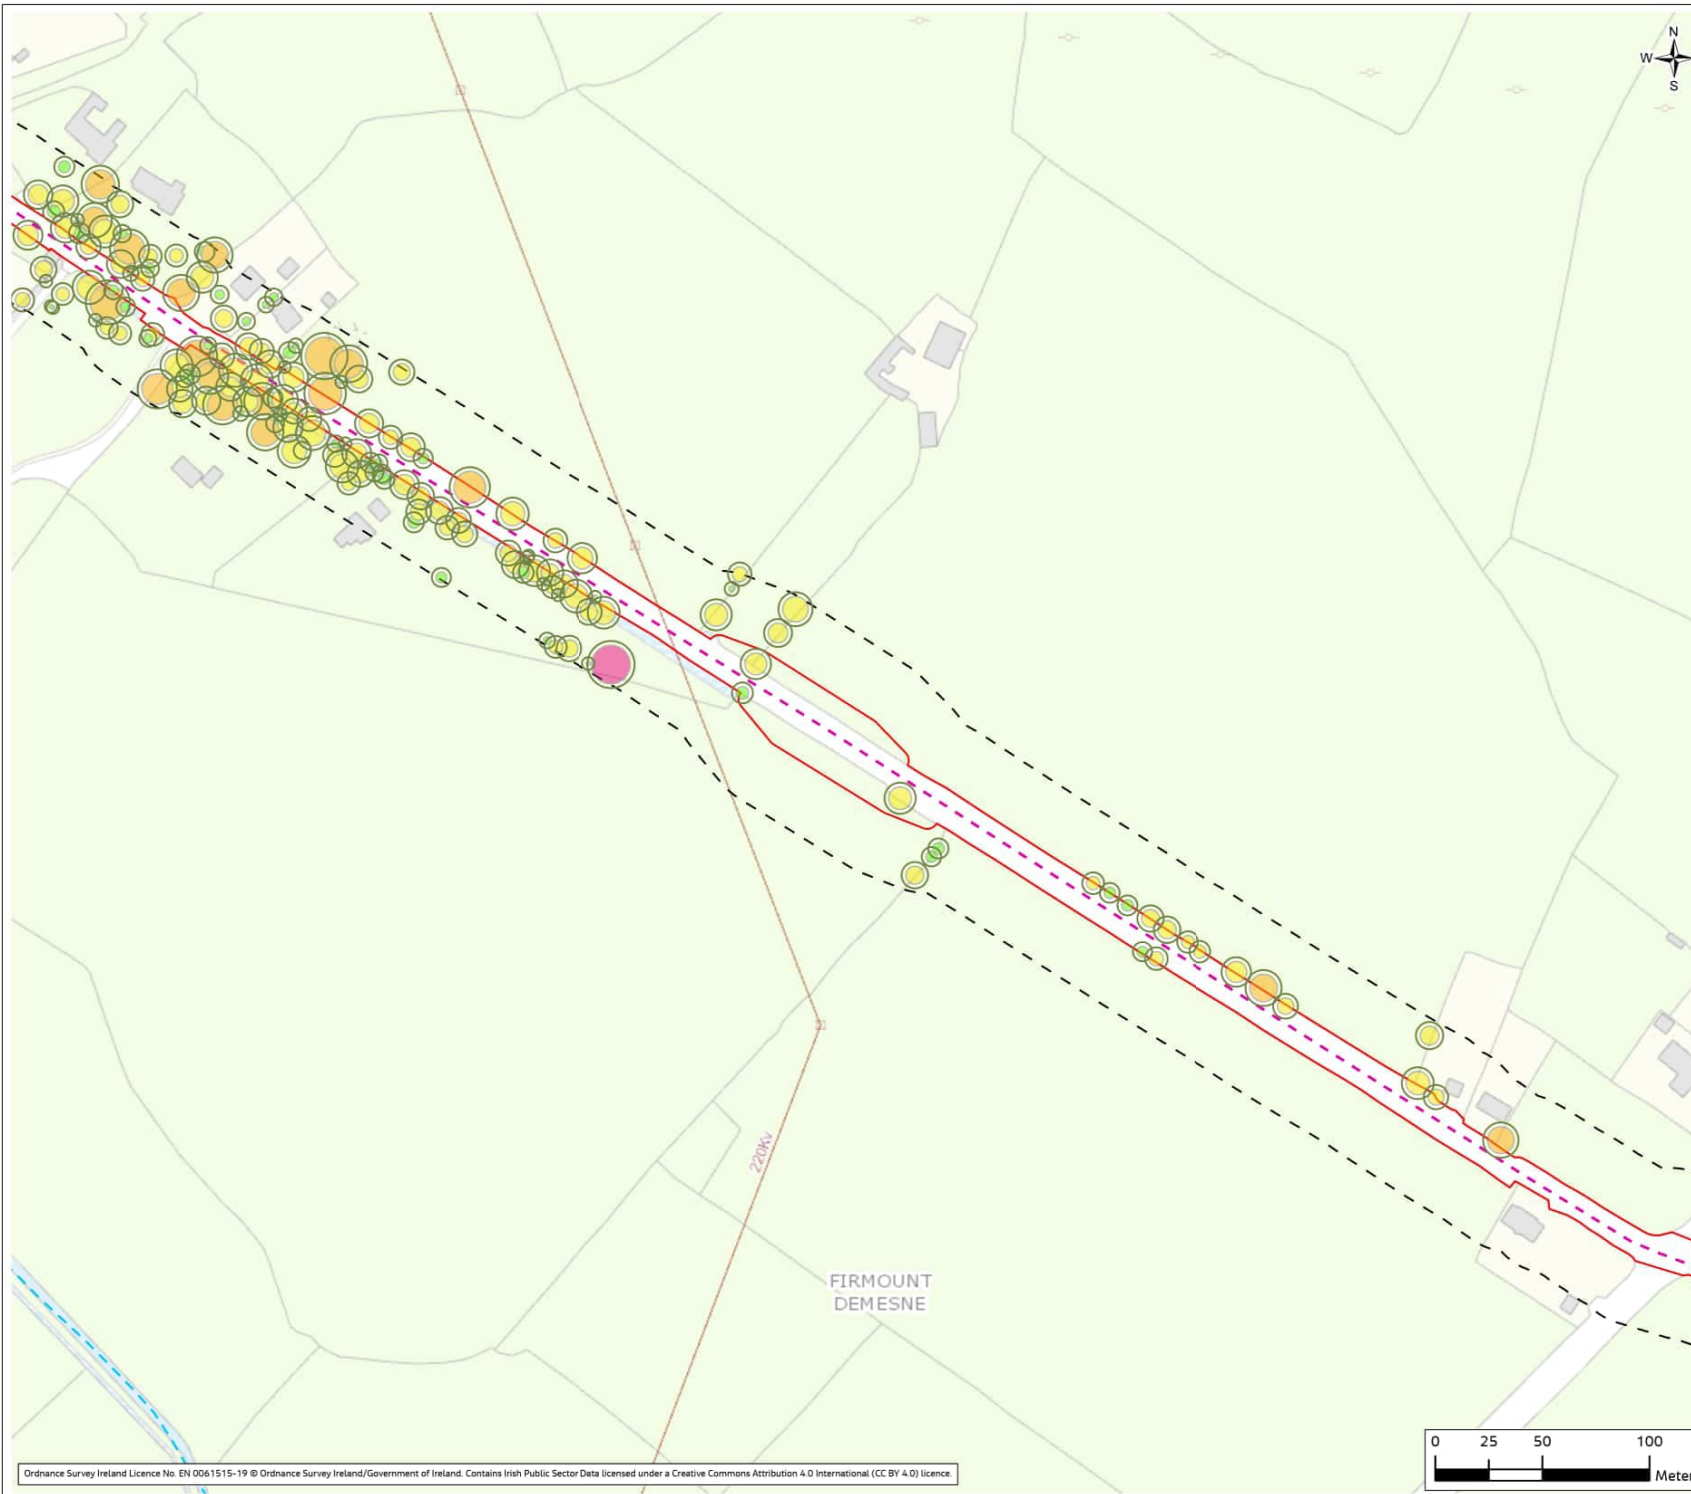 N
W
S
220Kv
FIRMOUNT
DEMESNE
0 25 50 100
Meter
Ordnance Survey Ireland Licence No. EN 0061515-19 © Ordnance Survey Ireland/Government of Ireland. Contains Irish Public Sector Data licensed under a Creative Commons Attribution 4.0 International (CC BY 4.0) licence.